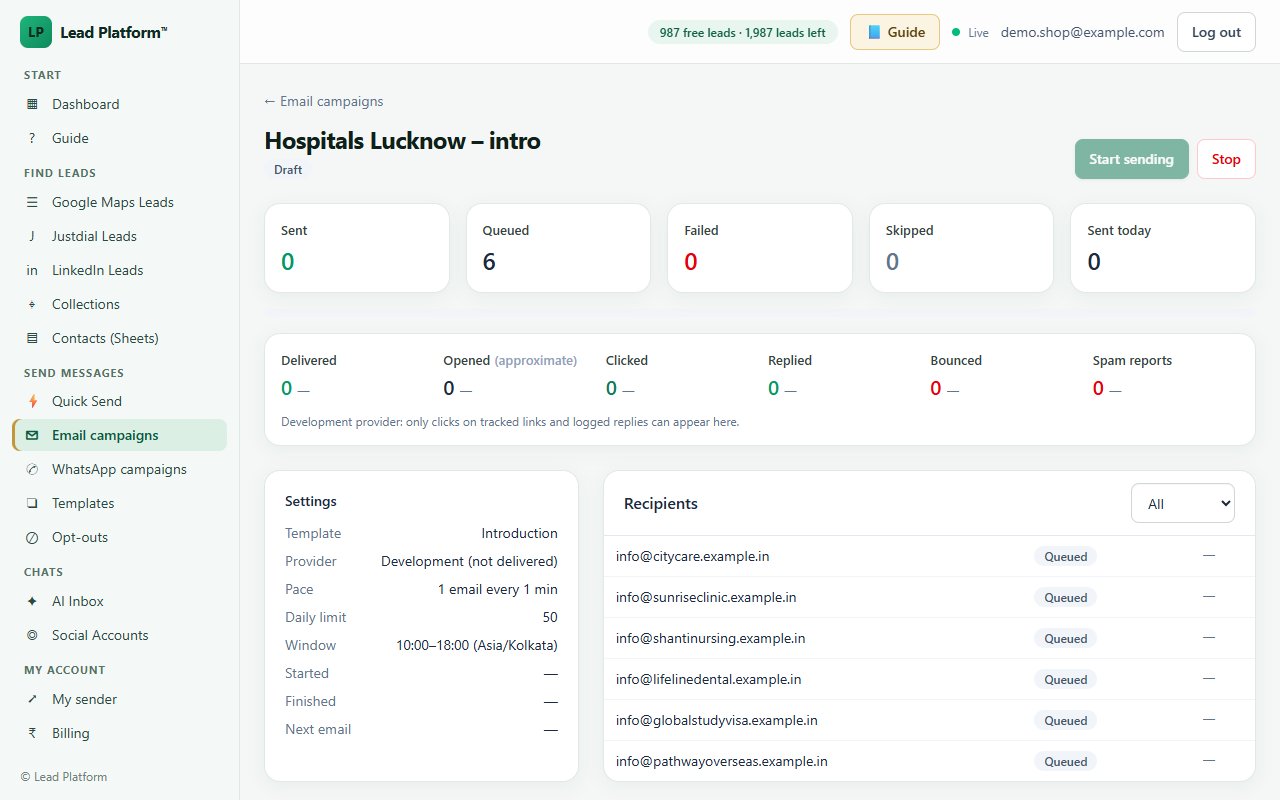 LP Lead Platform™
987 free leads · 1,987 leads left
📘 Guide
Live
demo.shop@example.com
Log out
START
Dashboard
? Guide
FIND LEADS
Google Maps Leads
J Justdial Leads
in LinkedIn Leads
Collections
Contacts (Sheets)
SEND MESSAGES
Quick Send
Email campaigns
WhatsApp campaigns
Templates
Opt-outs
CHATS
AI Inbox
Social Accounts
MY ACCOUNT
My sender
₹ Billing
© Lead Platform
← Email campaigns
Hospitals Lucknow – intro
Draft
Start sending
Stop
Sent
0
Queued
6
Failed
0
Skipped
0
Sent today
0
Delivered
0 —
Opened (approximate)
0 —
Clicked
0 —
Replied
0 —
Bounced
0 —
Spam reports
0 —
Development provider: only clicks on tracked links and logged replies can appear here.
Settings
Template Introduction
Provider Development (not delivered)
Pace 1 email every 1 min
Daily limit 50
Window 10:00–18:00 (Asia/Kolkata)
Started —
Finished —
Next email —
Recipients
All
info@citycare.example.in Queued —
info@sunriseclinic.example.in Queued —
info@shantinursing.example.in Queued —
info@lifelinedental.example.in Queued —
info@globalstudyvisa.example.in Queued —
info@pathwayoverseas.example.in Queued —